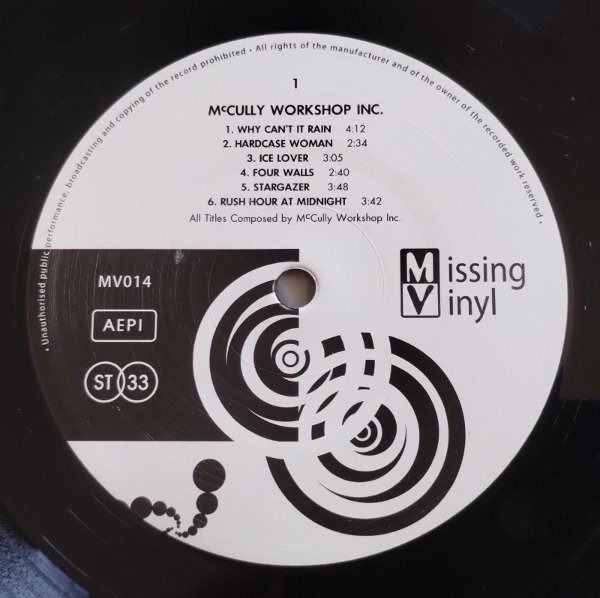 • Unauthorised public performance, broadcasting and copying of the record prohibited • All rights of the manufacturer and of the owner of the recorded work reserved •
1
McCULLY WORKSHOP INC.
1. WHY CAN'T IT RAIN 4:12
2. HARDCASE WOMAN 2:34
3. ICE LOVER 3:05
4. FOUR WALLS 2:40
5. STARGAZER 3:48
6. RUSH HOUR AT MIDNIGHT 3:42
All Titles Composed by McCully Workshop Inc.
Missing
Vinyl
MV014
AEPI
ST 33